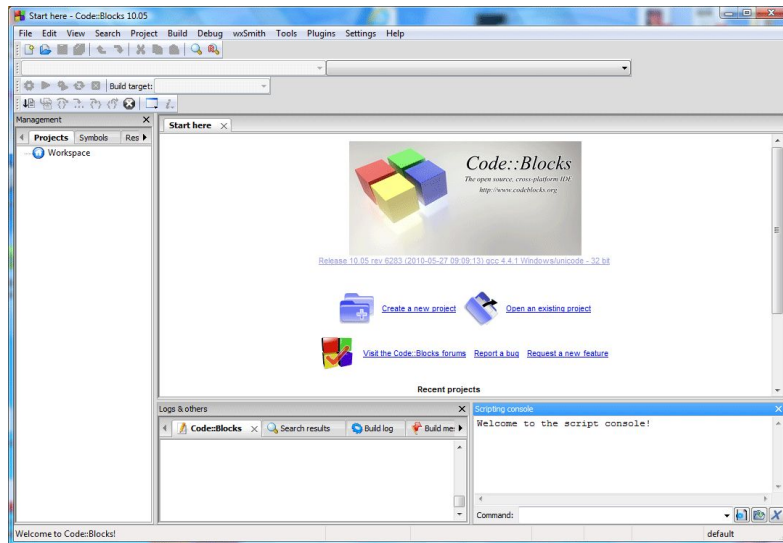 Start here - Code::Blocks 10.05
File Edit View Search Project Build Debug wxSmith Tools Plugins Settings Help
Build target:
Management
Projects Symbols Res
Workspace
Start here
Code::Blocks
The open source, cross-platform IDE
http://www.codeblocks.org
Release 10.05 rev 6283 (2010-05-27 09:09:13) gcc 4.4.1 Windows/unicode - 32 bit
Create a new project Open an existing project
Visit the Code::Blocks forums Report a bug Request a new feature
Recent projects
Logs & others
Code::Blocks Search results Build log Build me
Scripting console
Welcome to the script console!
Command:
Welcome to Code::Blocks! default